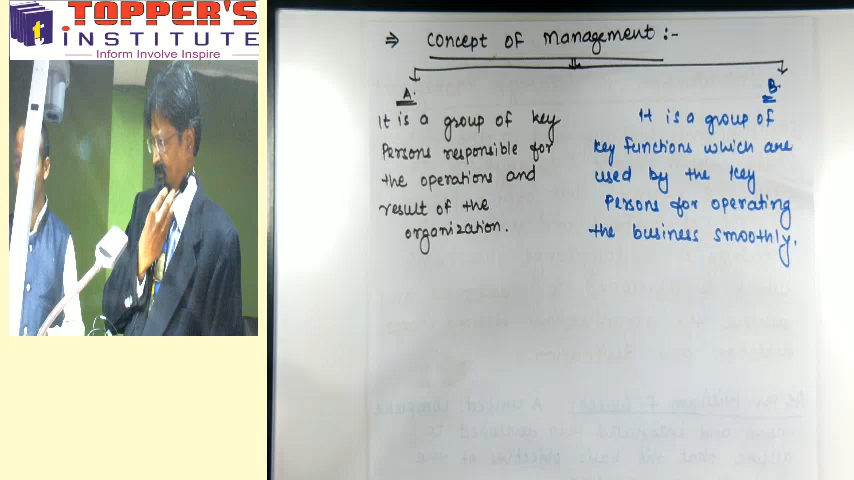 TOPPER'S
iNSTITUTE
Inform Involve Inspire
t
⇒ Concept of Management :-
A.
It is a group of key
Persons responsible for
the operations and
result of the
organization.
B.
It is a group of
key functions which are
used by the key
Persons for operating
the business smoothly.